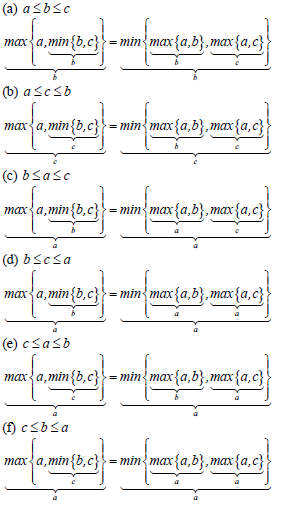 (a) a≤b≤c
max{a,min{b,c}}=min{max{a,b},max{a,c}}
b b c
b b
(b) a≤c≤b
max{a,min{b,c}}=min{max{a,b},max{a,c}}
c b c
c c
(c) b≤a≤c
max{a,min{b,c}}=min{max{a,b},max{a,c}}
b a c
a a
(d) b≤c≤a
max{a,min{b,c}}=min{max{a,b},max{a,c}}
b a a
a a
(e) c≤a≤b
max{a,min{b,c}}=min{max{a,b},max{a,c}}
c b a
a a
(f) c≤b≤a
max{a,min{b,c}}=min{max{a,b},max{a,c}}
c a a
a a